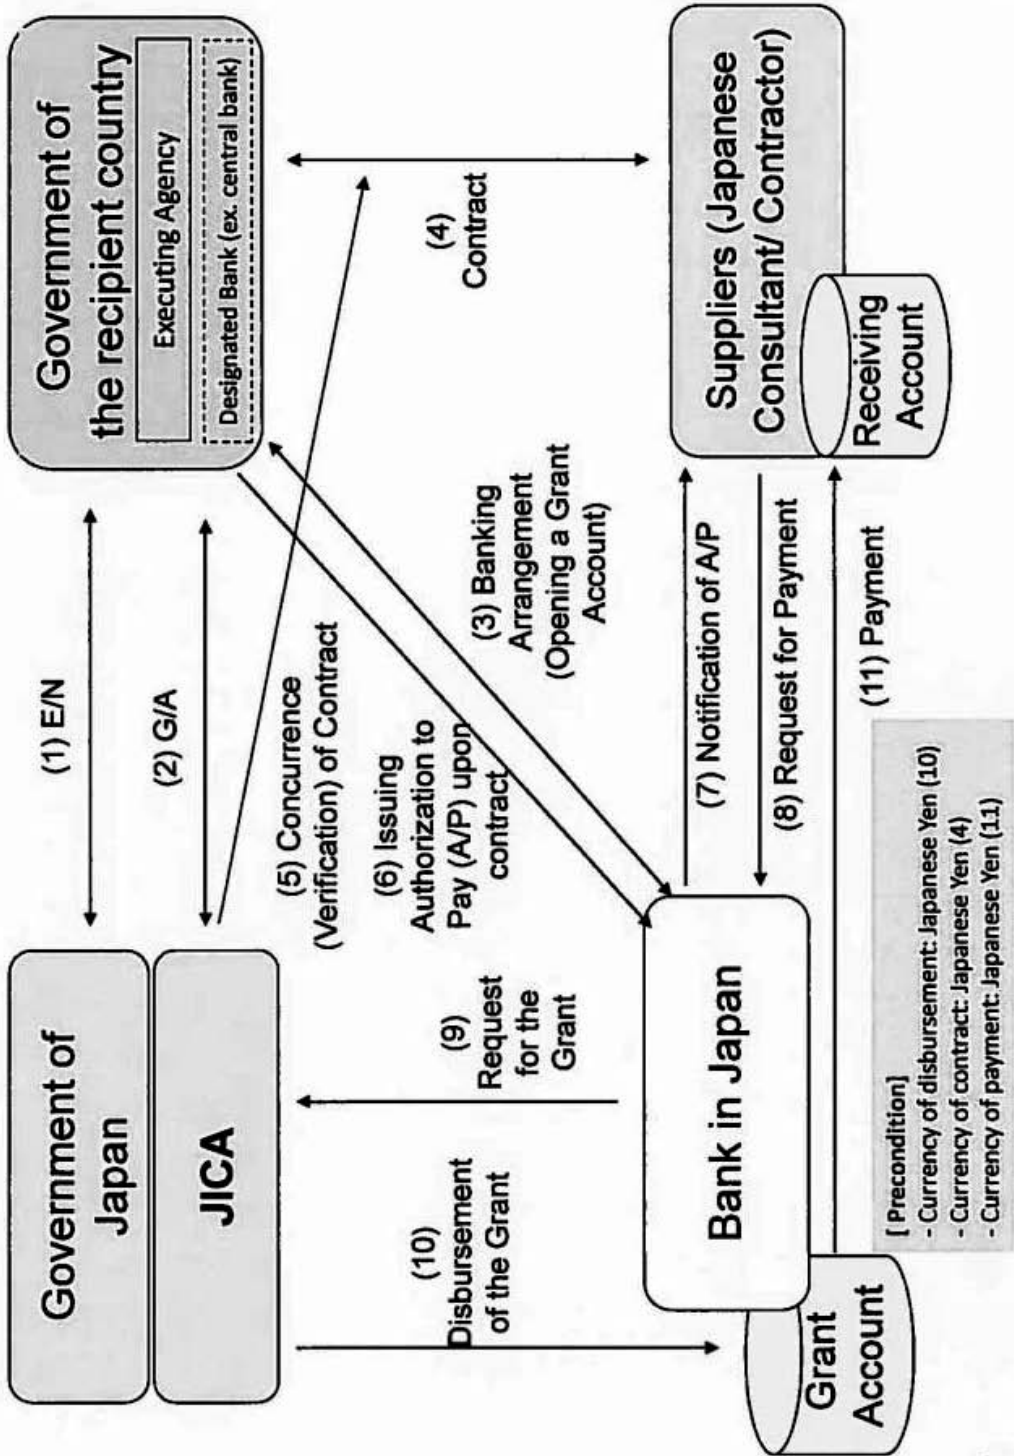 Government of
Japan
JICA
Government of
the recipient country
Executing Agency
Designated Bank (ex. central bank)
(1) E/N
(2) G/A
(5) Concurrence
(Verification) of Contract
(6) Issuing
Authorization to
Pay (A/P) upon
contract
(4)
Contract
(3) Banking
Arrangement
(Opening a Grant
Account)
(9)
Request
for the
Grant
(10)
Disbursement
of the Grant
Bank in Japan
Grant
Account
(7) Notification of A/P
(8) Request for Payment
(11) Payment
Suppliers (Japanese
Consultant/ Contractor)
Receiving
Account
[ Precondition]
- Currency of disbursement: Japanese Yen (10)
- Currency of contract: Japanese Yen (4)
- Currency of payment: Japanese Yen (11)